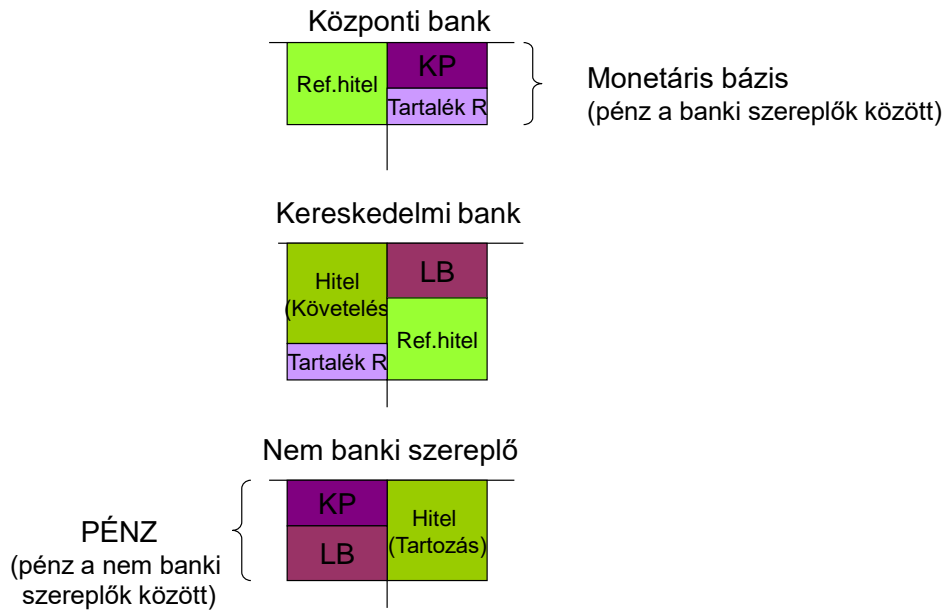 Központi bank
Ref.hitel
KP
Tartalék R
Monetáris bázis
(pénz a banki szereplők között)
Kereskedelmi bank
Hitel
(Követelés
LB
Tartalék R
Ref.hitel
Nem banki szereplő
KP
LB
Hitel
(Tartozás)
PÉNZ
(pénz a nem banki
szereplők között)